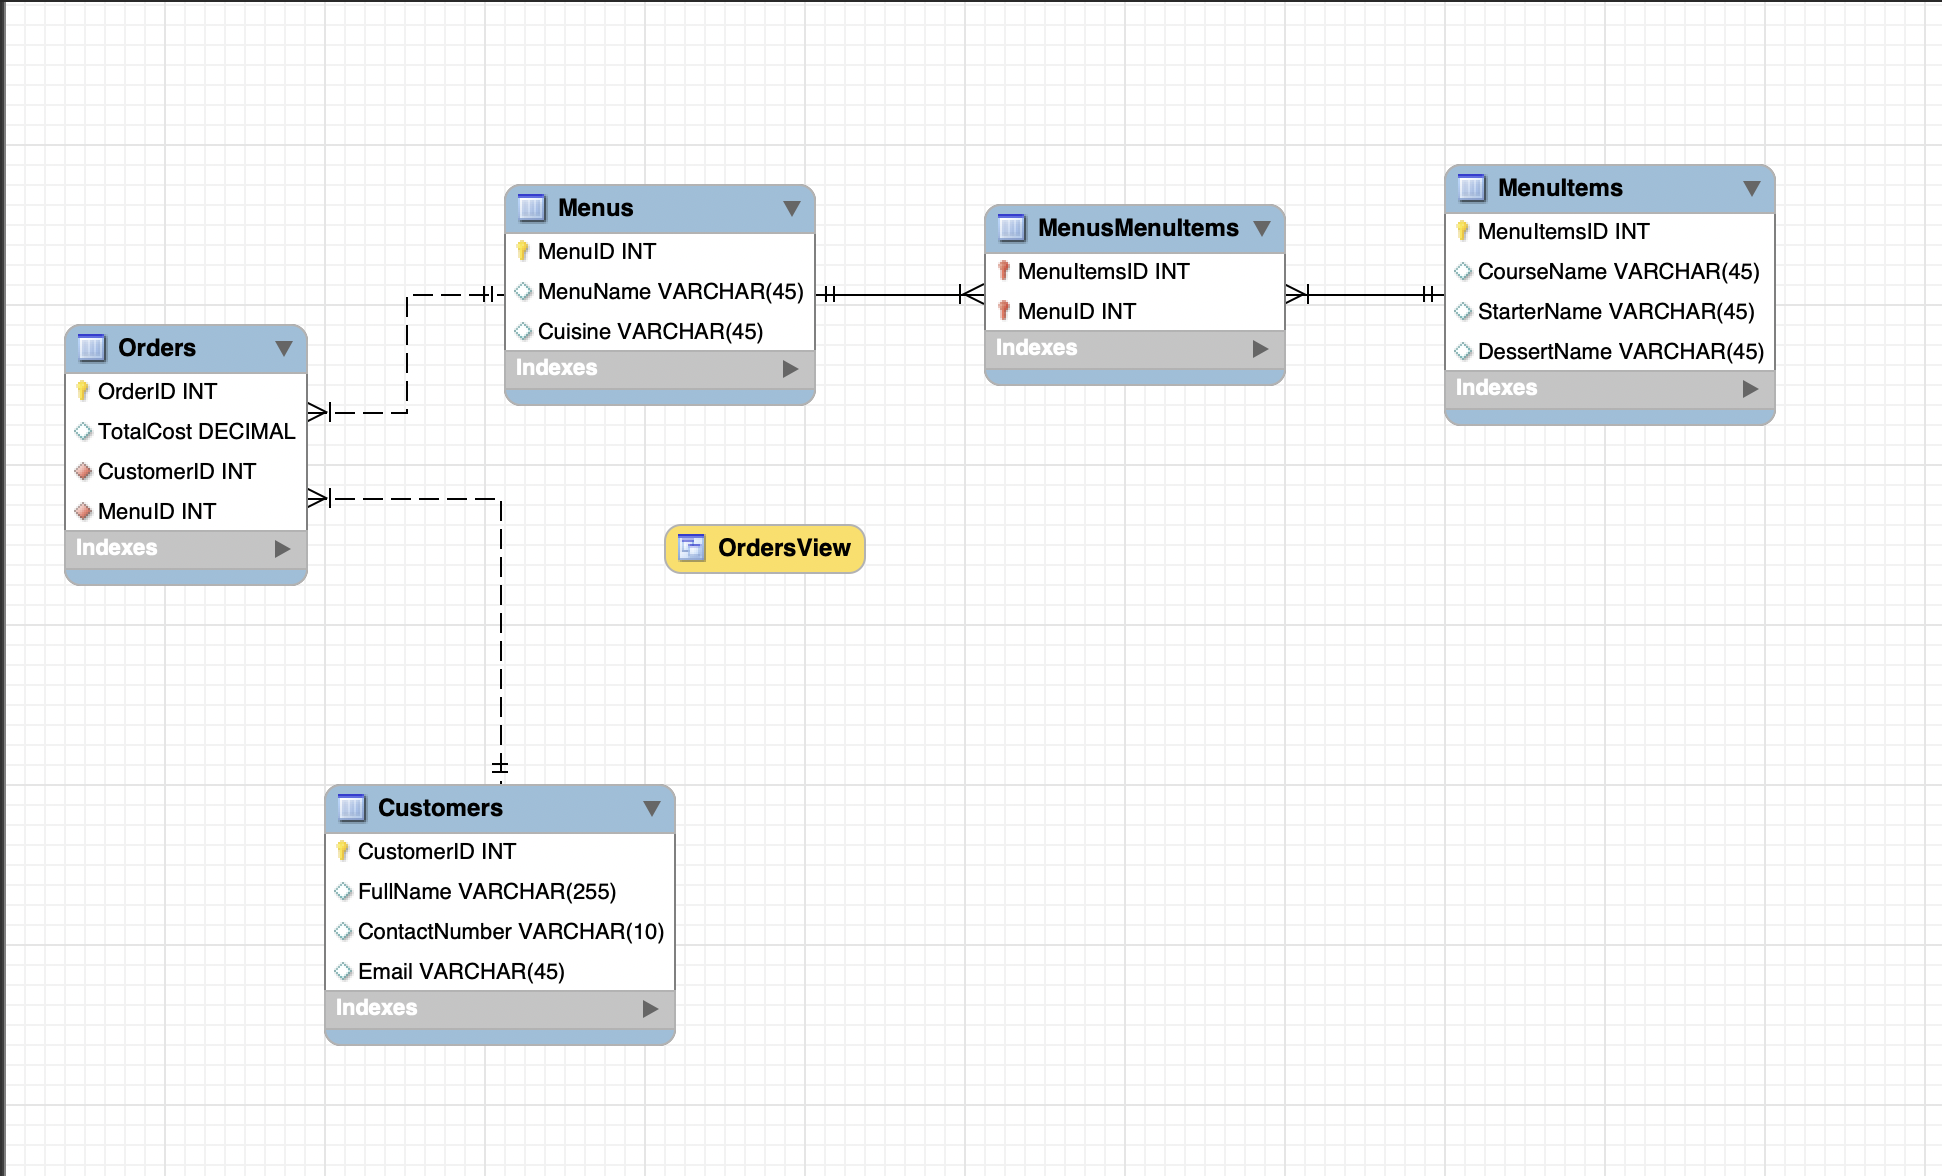 Orders
OrderID INT
TotalCost DECIMAL
CustomerID INT
MenuID INT
Indexes
Menus
MenuID INT
MenuName VARCHAR(45)
Cuisine VARCHAR(45)
Indexes
MenusMenuItems
MenuItemsID INT
MenuID INT
Indexes
MenuItems
MenuItemsID INT
CourseName VARCHAR(45)
StarterName VARCHAR(45)
DessertName VARCHAR(45)
Indexes
OrdersView
Customers
CustomerID INT
FullName VARCHAR(255)
ContactNumber VARCHAR(10)
Email VARCHAR(45)
Indexes